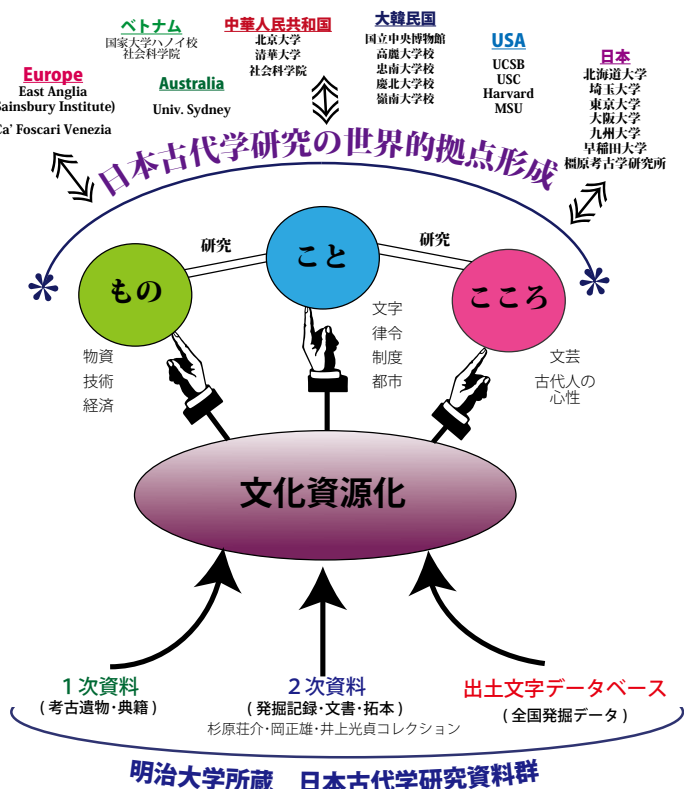 ベトナム
国家大学ハノイ校
社会科学院
中華人民共和国
北京大学
清華大学
社会科学院
大韓民国
国立中央博物館
高麗大学校
忠南大学校
慶北大学校
嶺南大学校
USA
UCSB
USC
Harvard
MSU
日本
北海道大学
埼玉大学
東京大学
大阪大学
九州大学
早稲田大学
橿原考古学研究所
Europe
East Anglia
Sainsbury Institute)
Ca' Foscari Venezia
Australia
Univ. Sydney
日本古代学研究の世界的拠点形成
もの
研究
こと
研究
こころ
物資
技術
経済
文字
律令
制度
都市
文芸
古代人の
心性
文化資源化
1次資料
(考古遺物・典籍)
2次資料
(発掘記録・文書・拓本)
杉原荘介・岡正雄・井上光貞コレクション
出土文字データベース
(全国発掘データ)
明治大学所蔵 日本古代学研究資料群